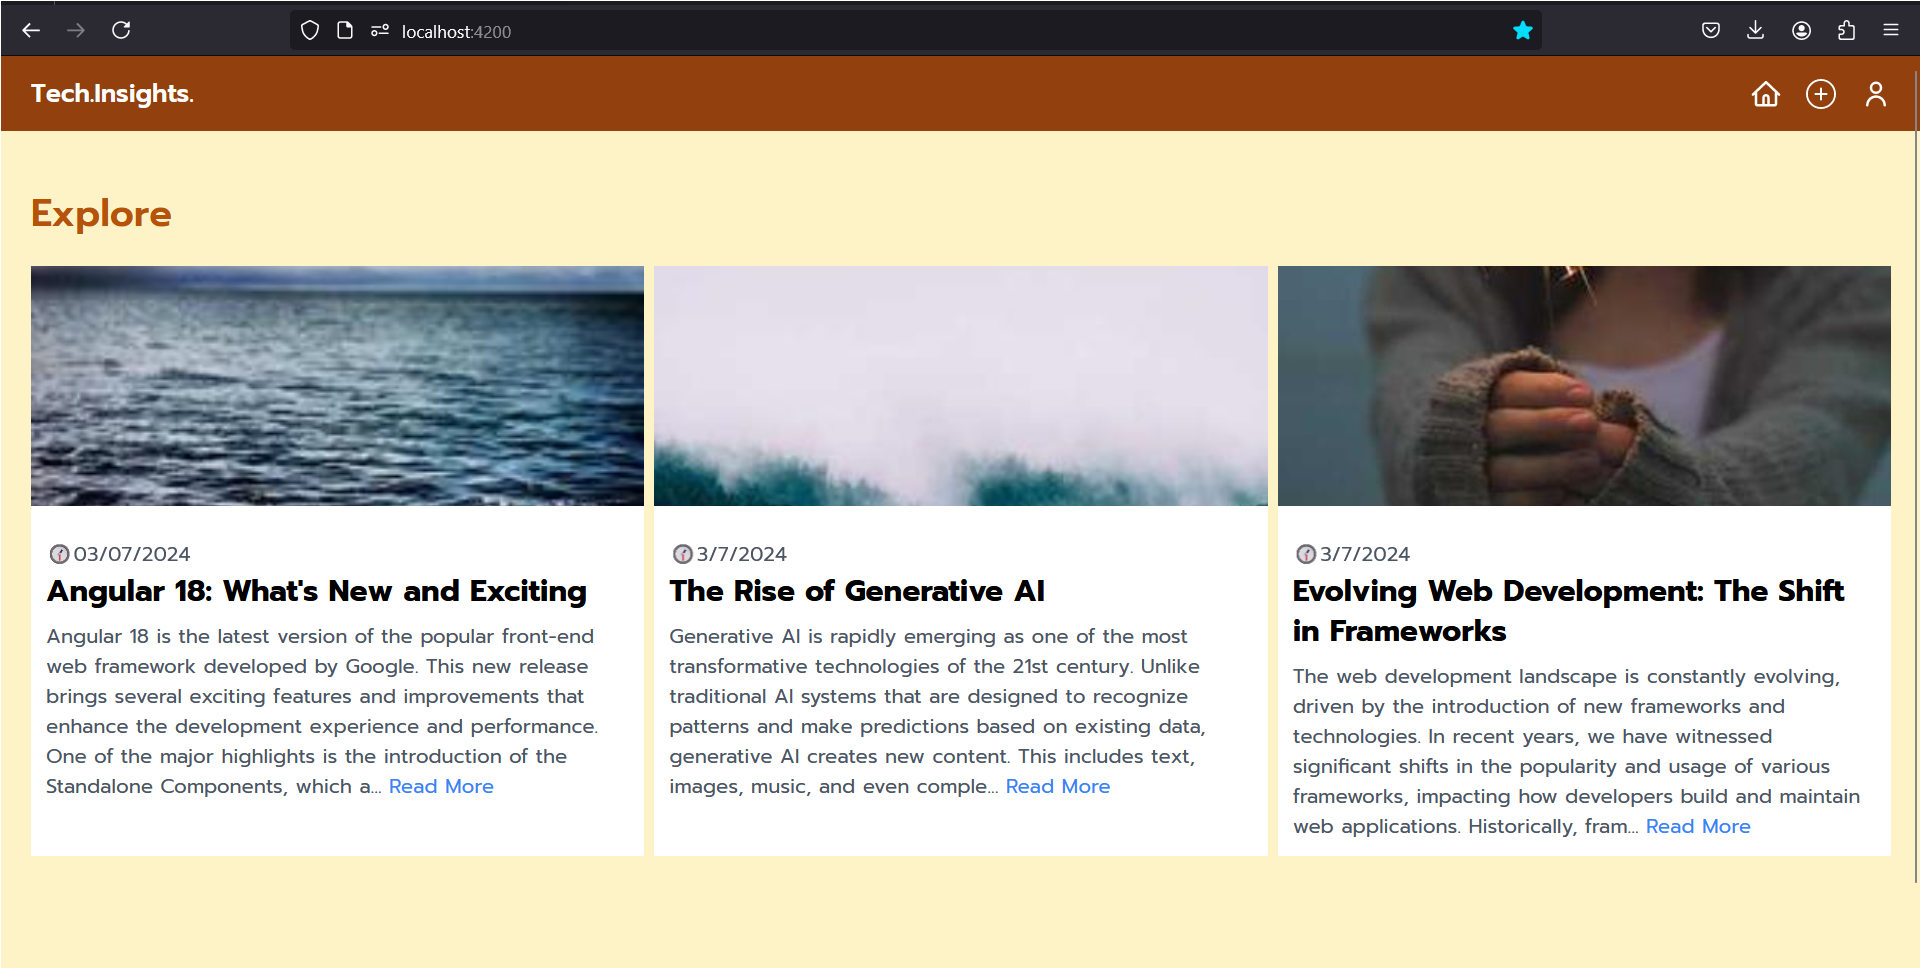 localhost:4200
Tech.Insights.
Explore
03/07/2024
Angular 18: What's New and Exciting
Angular 18 is the latest version of the popular front-end
web framework developed by Google. This new release
brings several exciting features and improvements that
enhance the development experience and performance.
One of the major highlights is the introduction of the
Standalone Components, which a... Read More
3/7/2024
The Rise of Generative AI
Generative AI is rapidly emerging as one of the most
transformative technologies of the 21st century. Unlike
traditional AI systems that are designed to recognize
patterns and make predictions based on existing data,
generative AI creates new content. This includes text,
images, music, and even comple... Read More
3/7/2024
Evolving Web Development: The Shift
in Frameworks
The web development landscape is constantly evolving,
driven by the introduction of new frameworks and
technologies. In recent years, we have witnessed
significant shifts in the popularity and usage of various
frameworks, impacting how developers build and maintain
web applications. Historically, fram... Read More